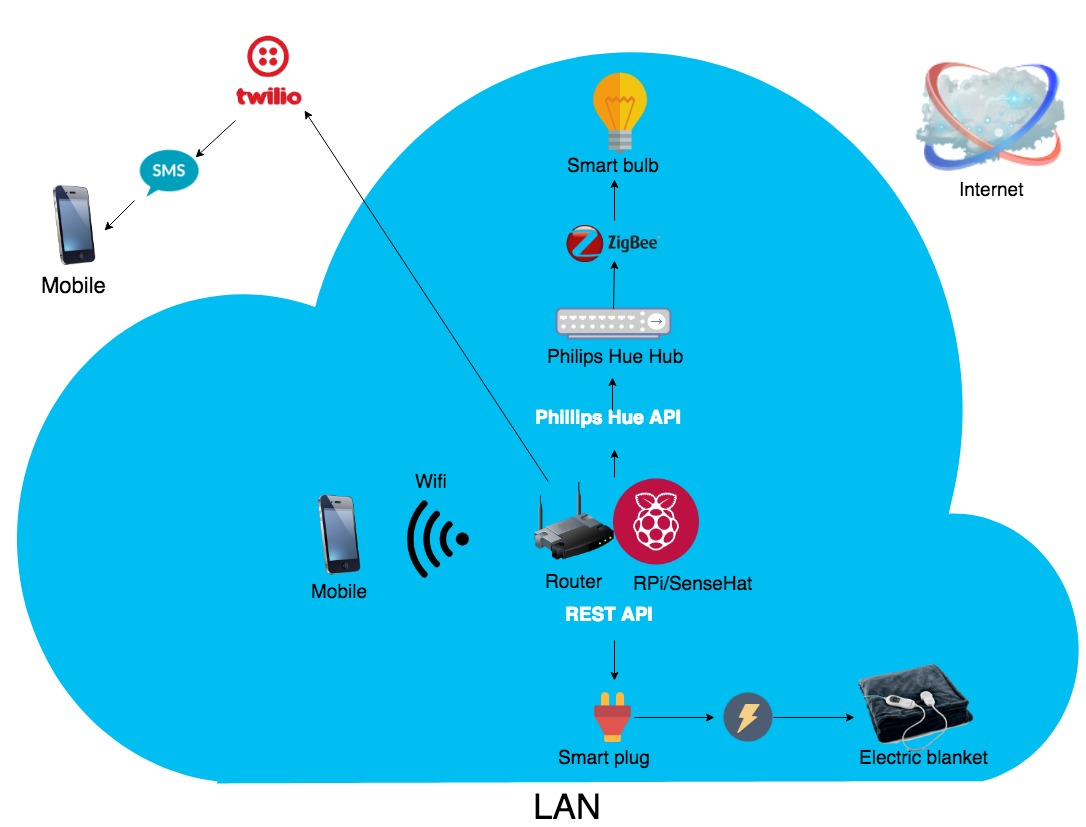 twilio
SMS
Mobile
Smart bulb
Internet
ZigBee™
Philips Hue Hub
Phillips Hue API
Wifi
Mobile
Router
RPi/SenseHat
REST API
Smart plug
Electric blanket
LAN